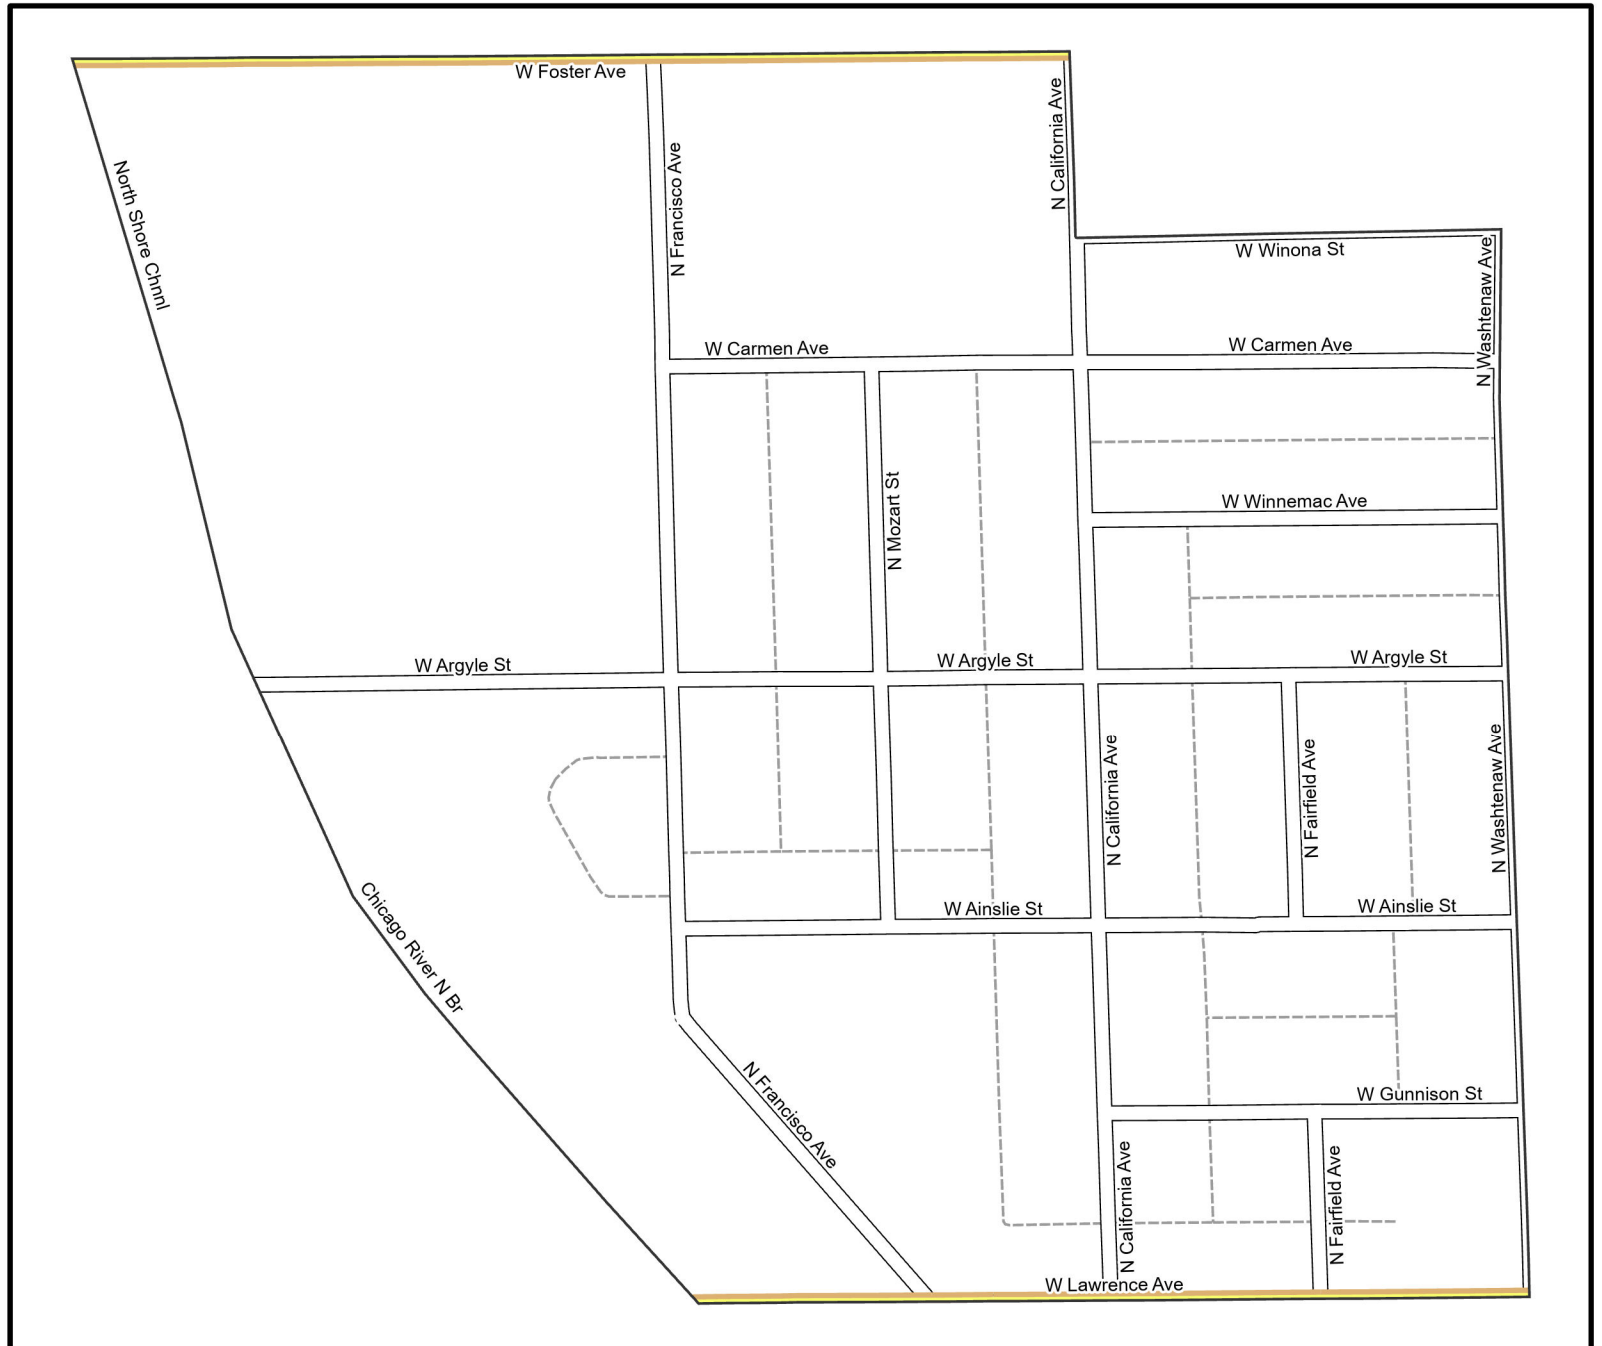 W Foster Ave
N California Ave
North Shore Chnnl
N Francisco Ave
W Winona St
N Washtenaw Ave
W Carmen Ave
W Carmen Ave
N Mozart St
W Winnemac Ave
W Argyle St
W Argyle St
W Argyle St
N California Ave
N Fairfield Ave
N Washtenaw Ave
Chicago River N Br
W Ainslie St
W Ainslie St
N Francisco Ave
W Gunnison St
N California Ave
N Fairfield Ave
W Lawrence Ave